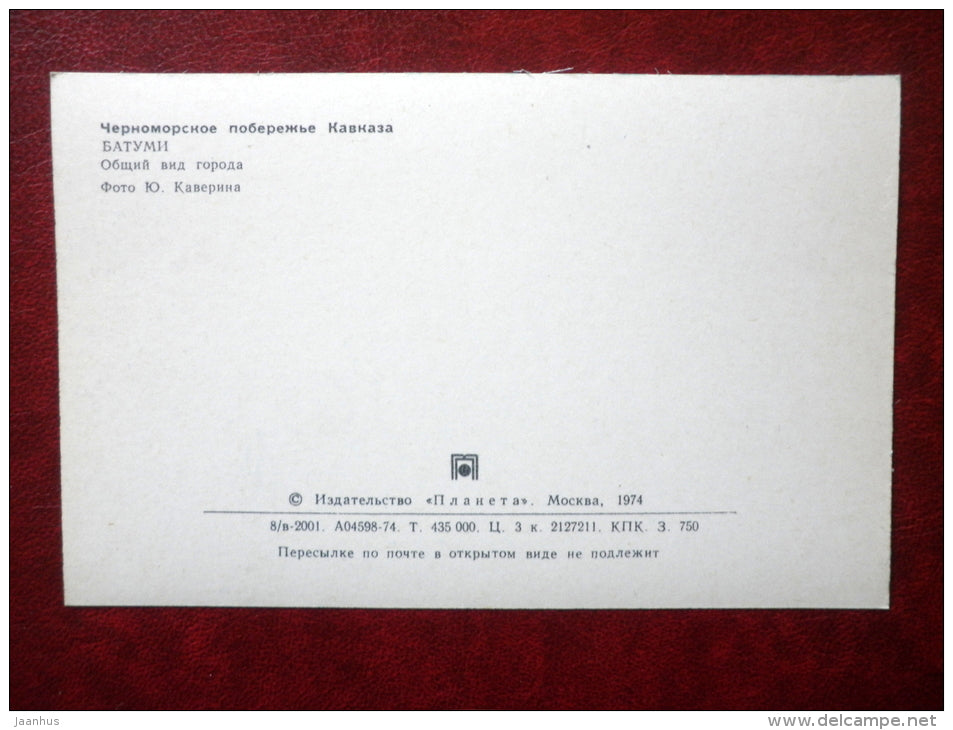 Черноморское побережье Кавказа
БАТУМИ
Общий вид города
Фото Ю. Каверина
© Издательство «Планета». Москва, 1974
8/в-2001. А04598-74. Т. 435 000. Ц. 3 к. 2127211. КПК. З. 750
Пересылке по почте в открытом виде не подлежит
jaanhus
www.delcampe.net